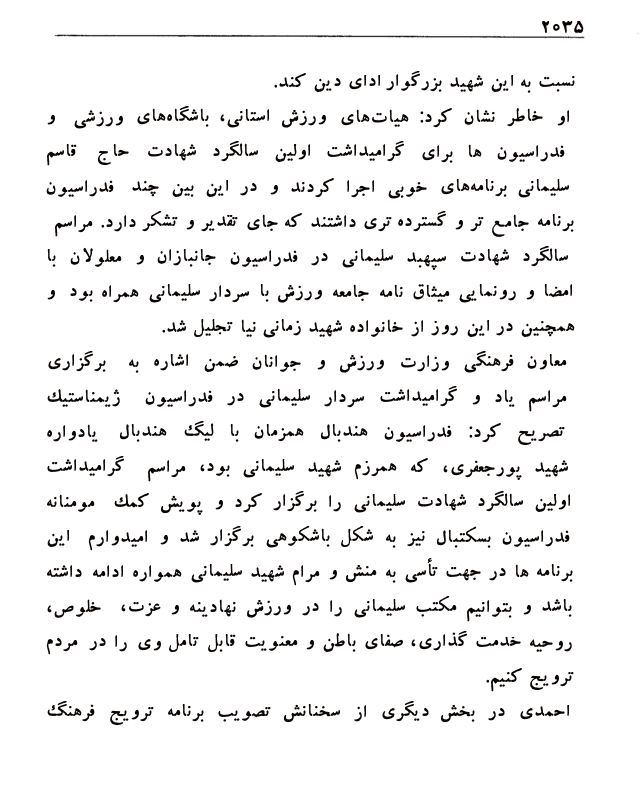 ۲۰۳۵
نسبت به این شهید بزرگوار ادای دین کند.
او خاطر نشان کرد: هیات‌های ورزش استانی، باشگاه‌های ورزشی و
فدراسیون ها برای گرامیداشت اولین سالگرد شهادت حاج قاسم
سلیمانی برنامه‌های خوبی اجرا کردند و در این بین چند فدراسیون
برنامه جامع تر و گسترده تری داشتند که جای تقدیر و تشکر دارد. مراسم
سالگرد شهادت سپهبد سلیمانی در فدراسیون جانبازان و معلولان با
امضا و رونمایی میثاق نامه جامعه ورزش با سردار سلیمانی همراه بود و
همچنین در این روز از خانواده شهید زمانی نیا تجلیل شد.
معاون فرهنگی وزارت ورزش و جوانان ضمن اشاره به برگزاری
مراسم یاد و گرامیداشت سردار سلیمانی در فدراسیون ژیمناستیك
تصریح کرد: فدراسیون هندبال همزمان با لیگ هندبال یادواره
شهید پورجعفری، که همرزم شهید سلیمانی بود، مراسم گرامیداشت
اولین سالگرد شهادت سلیمانی را برگزار کرد و پویش کمك مومنانه
فدراسیون بسکتبال نیز به شکل باشکوهی برگزار شد و امیدوارم این
برنامه ها در جهت تأسی به منش و مرام شهید سلیمانی همواره ادامه داشته
باشد و بتوانیم مکتب سلیمانی را در ورزش نهادینه و عزت، خلوص،
روحیه خدمت گذاری، صفای باطن و معنویت قابل تامل وی را در مردم
ترویج کنیم.
احمدی در بخش دیگری از سخنانش تصویب برنامه ترویج فرهنگ